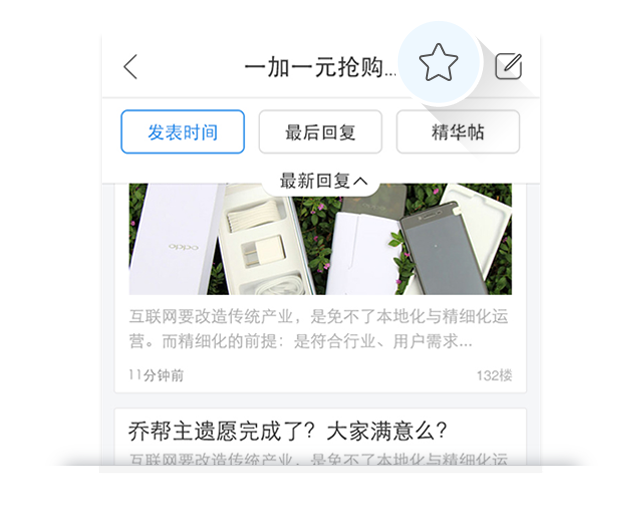 一加一元抢购...
发表时间
最后回复
精华帖
最新回复
oppo
互联网要改造传统产业，是免不了本地化与精细化运
营。而精细化的前提：是符合行业、用户需求...
11分钟前
132楼
乔帮主遗愿完成了？大家满意么？
互联网要改造传统产业，是免不了本地化与精细化运